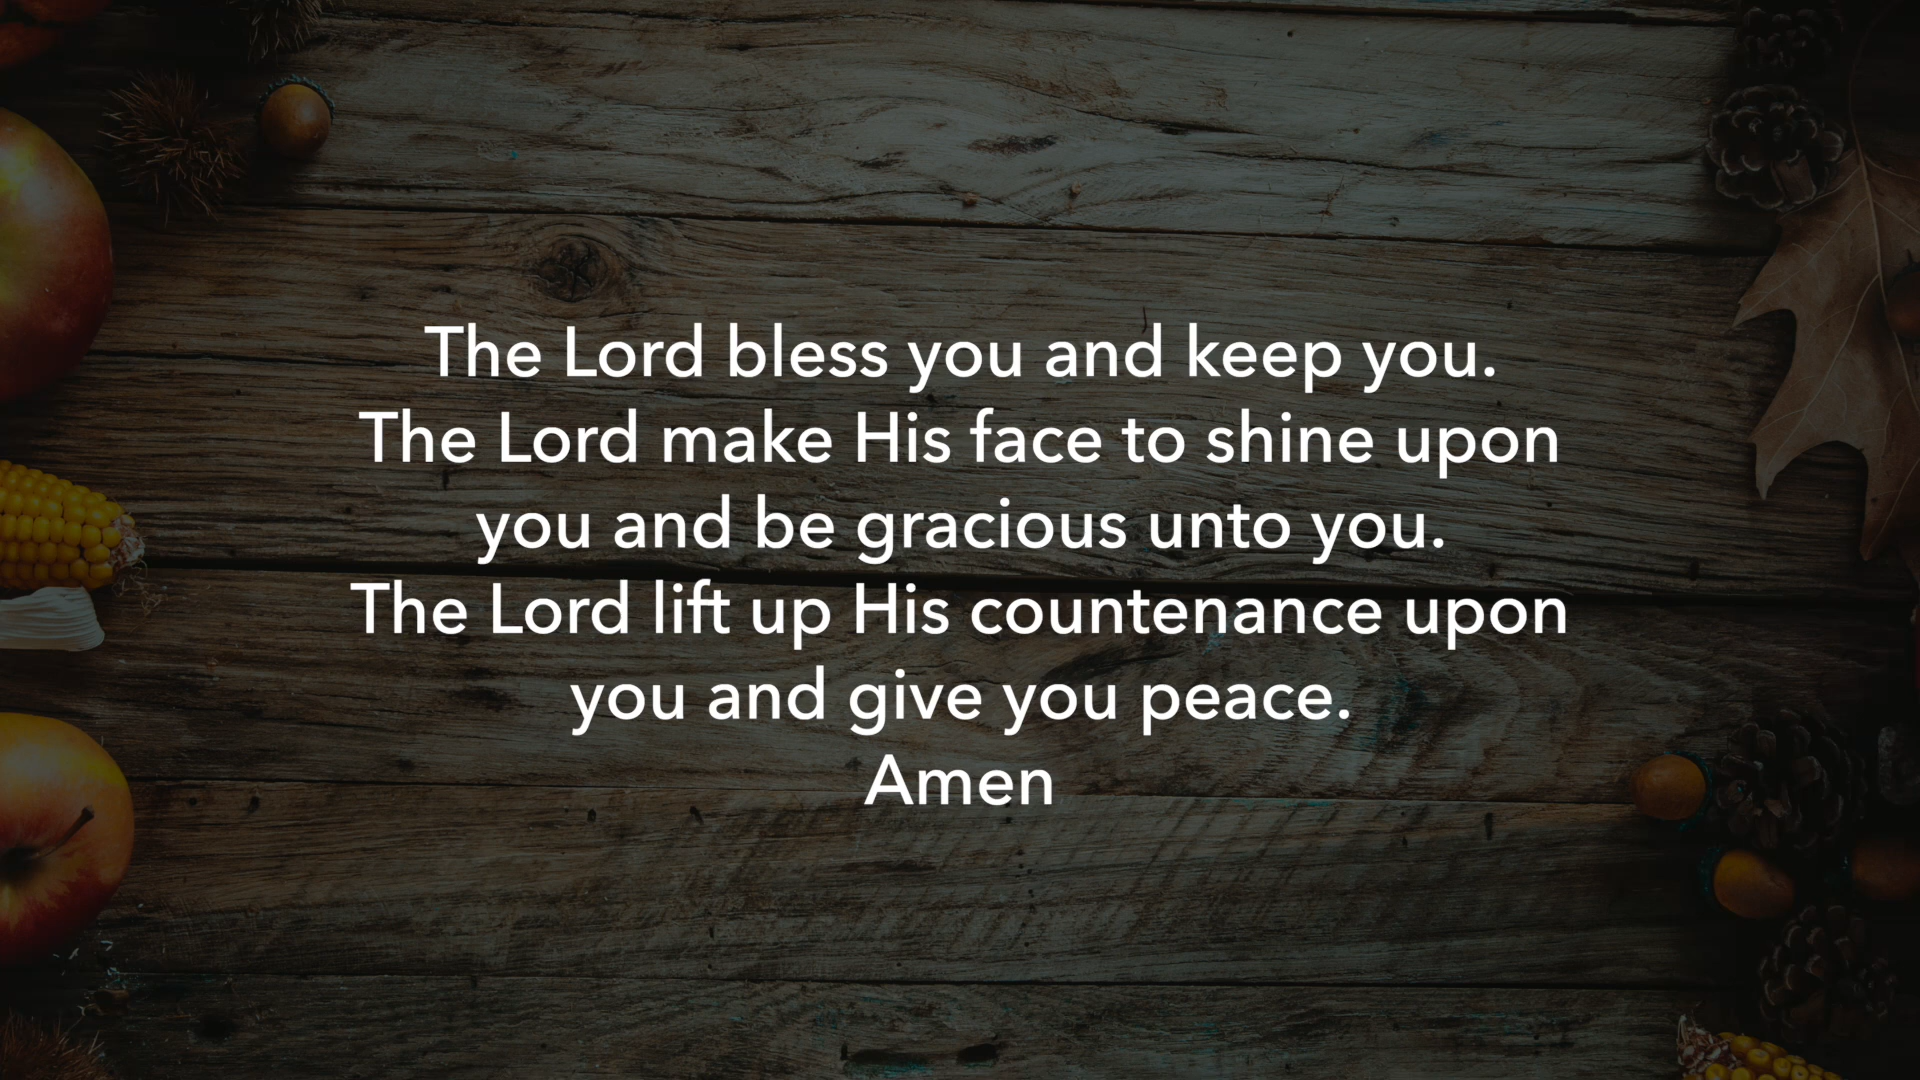 The Lord bless you and keep you.
The Lord make His face to shine upon
you and be gracious unto you.
The Lord lift up His countenance upon
you and give you peace.
Amen